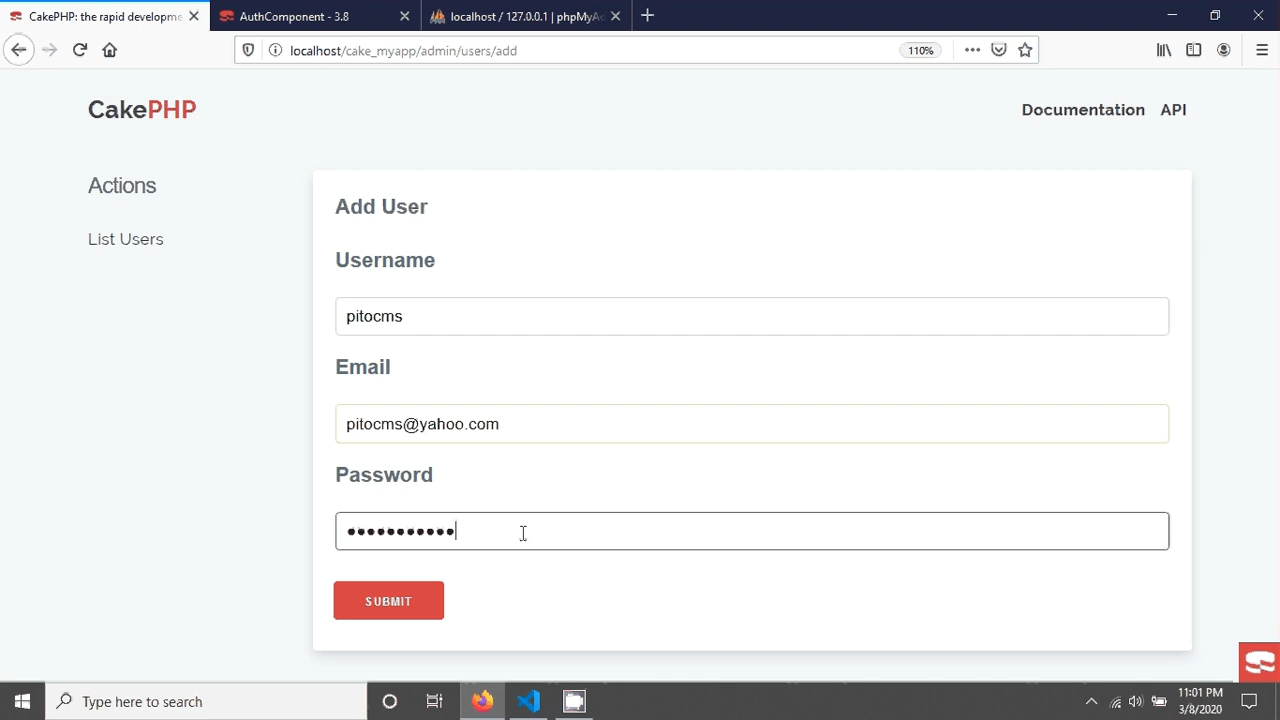 CakePHP: the rapid developme
AuthComponent - 3.8
localhost / 127.0.0.1 | phpMyAd
localhost/cake_myapp/admin/users/add
110%
CakePHP
Documentation API
Actions
List Users
Add User
Username
pitocms
Email
pitocms@yahoo.com
Password
SUBMIT
Type here to search
11:01 PM
3/8/2020